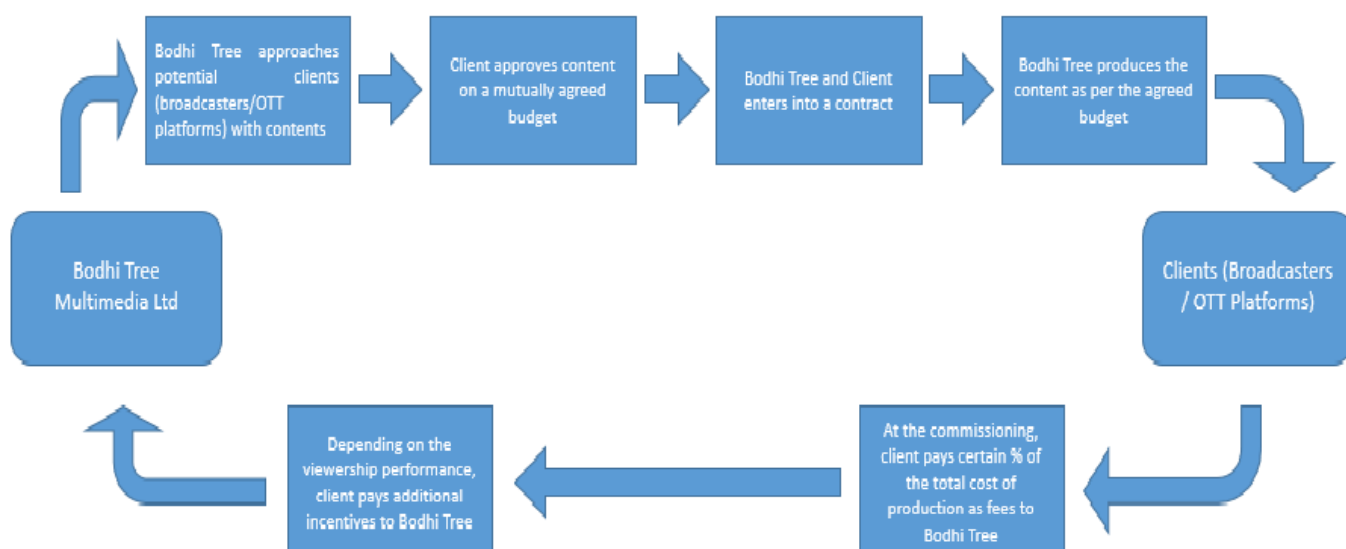 Bodhi Tree approaches
potential clients
(broadcasters/OTT
platforms) with contents
Client approves content
on a mutually agreed
budget
Bodhi Tree and Client
enters into a contract
Bodhi Tree produces the
content as per the agreed
budget
Bodhi Tree
Multimedia Ltd
Clients (Broadcasters
/ OTT Platforms)
Depending on the
viewership performance,
client pays additional
incentives to Bodhi Tree
At the commissioning,
client pays certain % of
the total cost of
production as fees to
Bodhi Tree